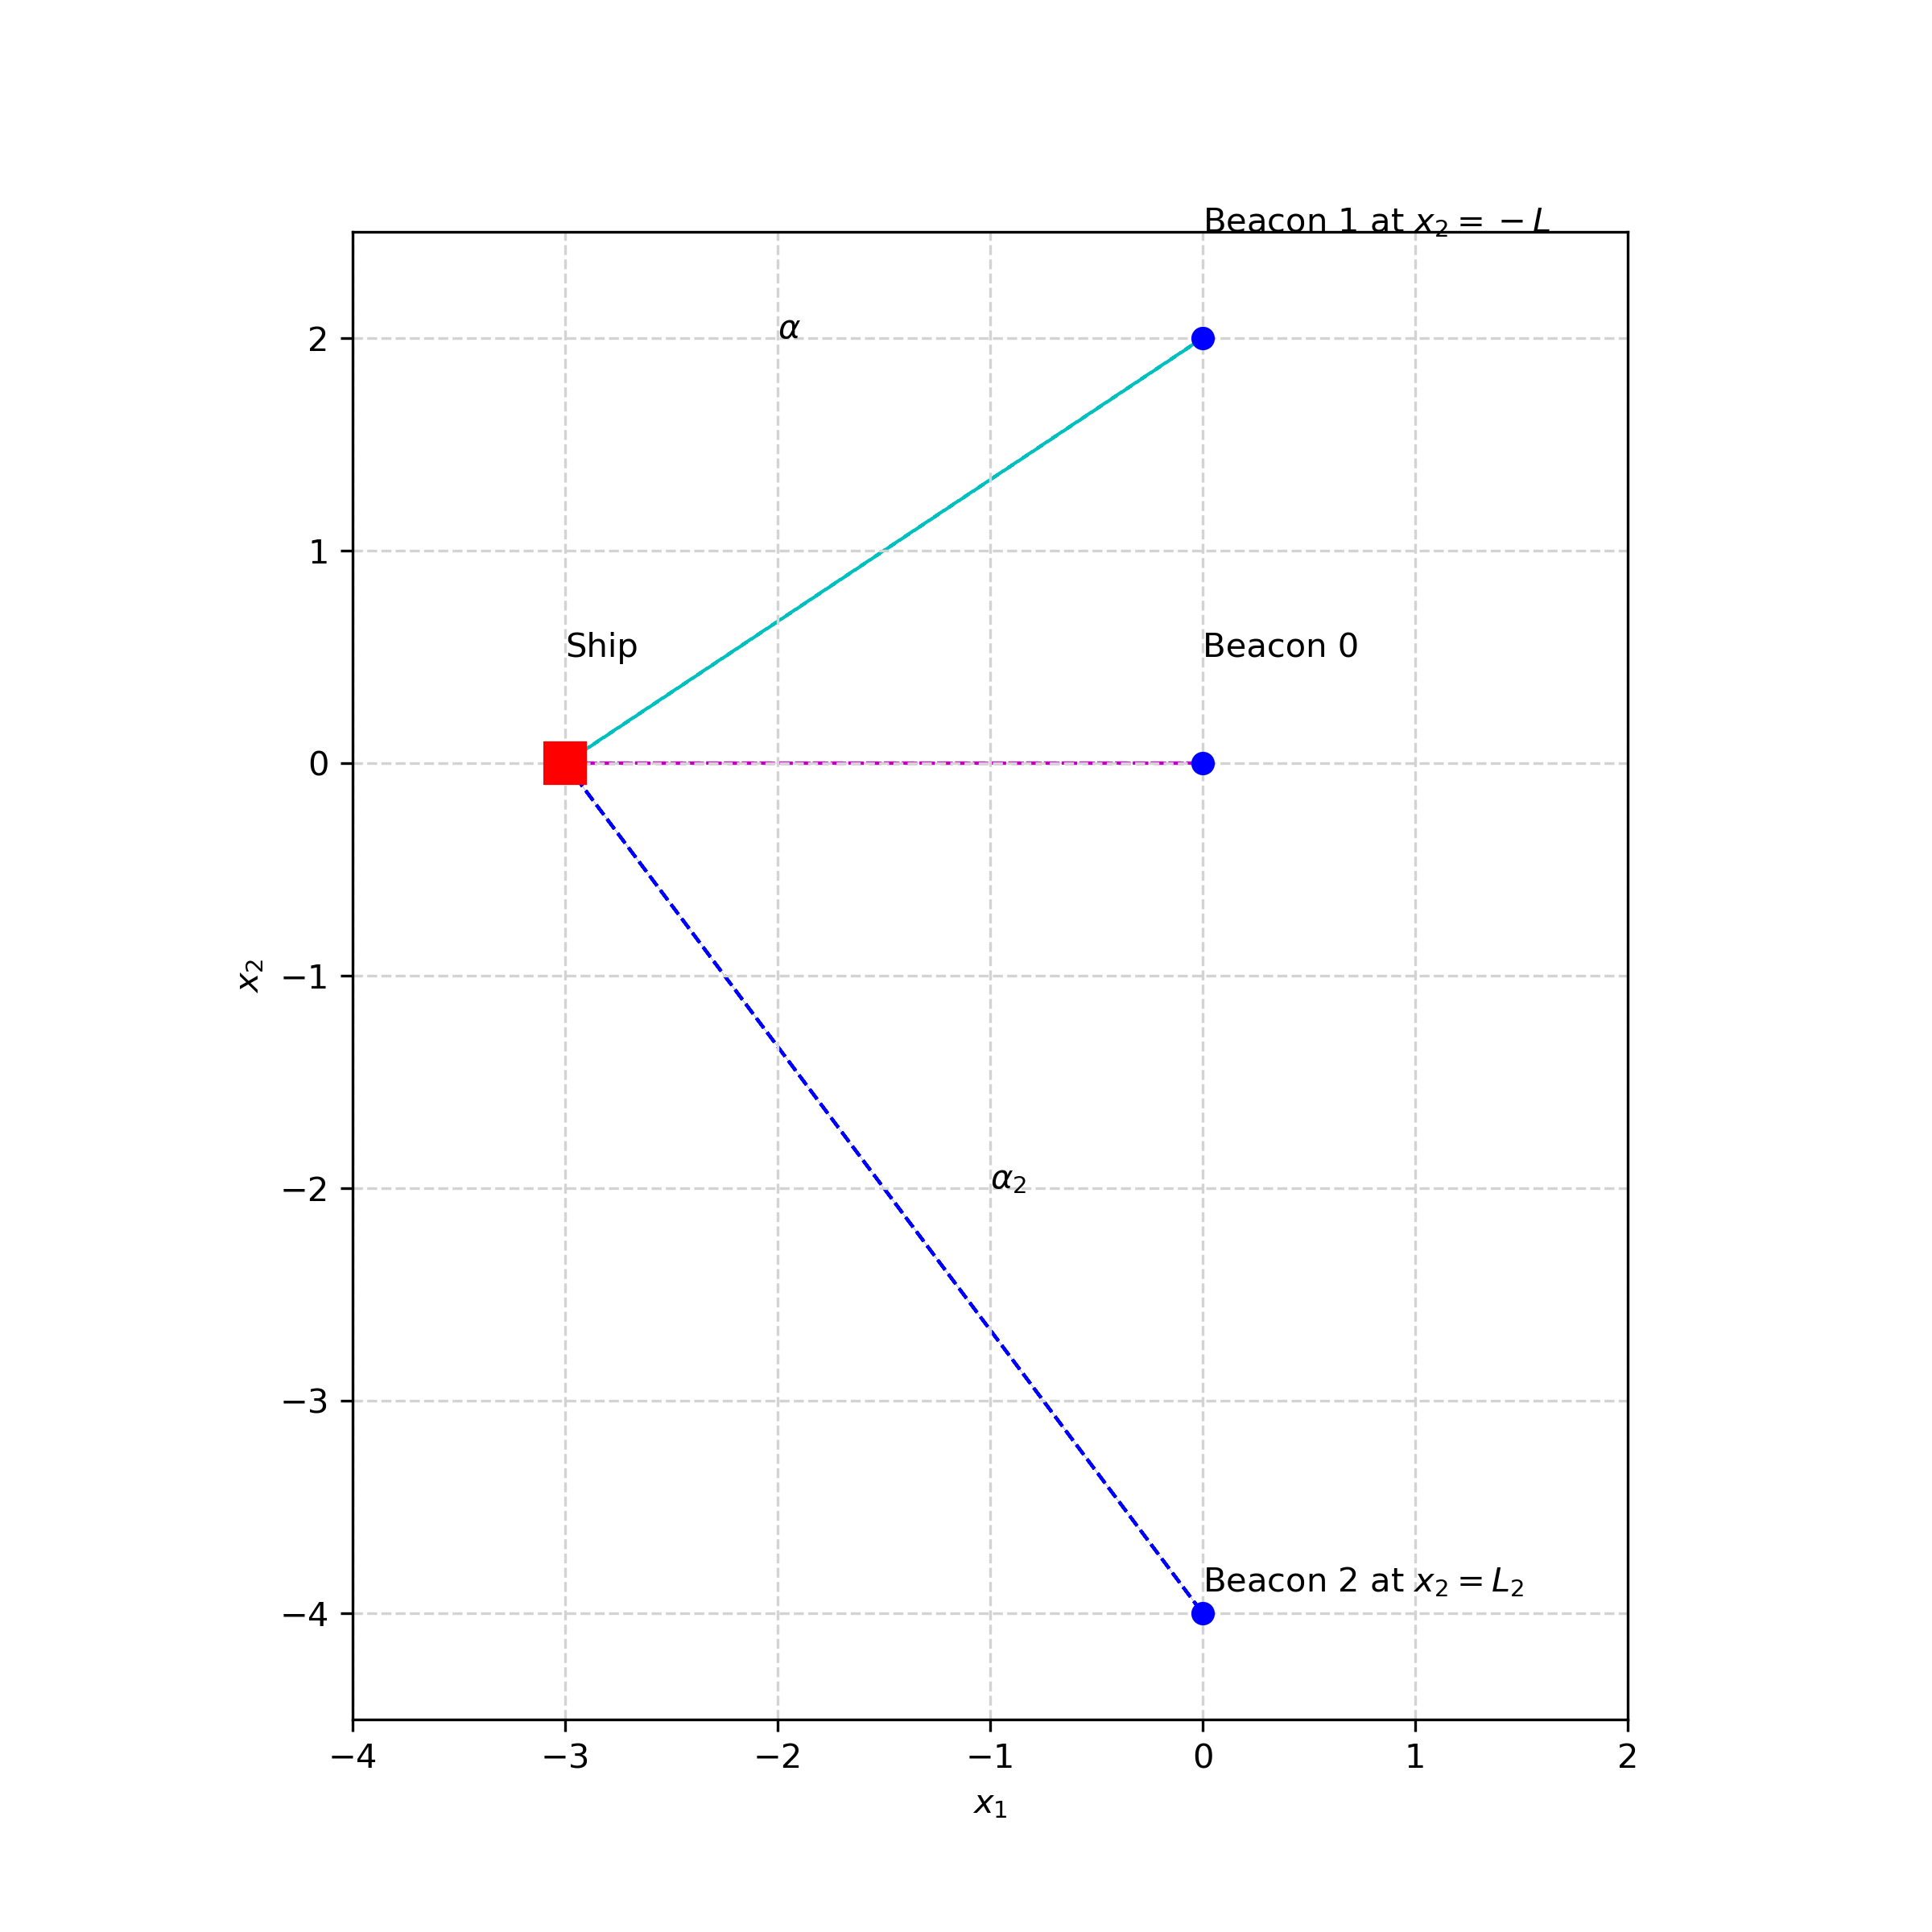 Beacon 1 at x₂ = −L
2
α
1
Ship
Beacon 0
0
x₂
−1
−2
α₂
−3
Beacon 2 at x₂ = L₂
−4
−4 −3 −2 −1 0 1 2
x₁